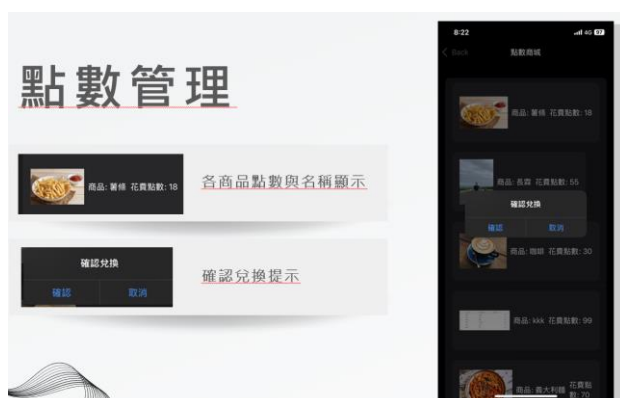 點數管理
商品: 薯條 花費點數: 18
各商品點數與名稱顯示
確認兌換
確認 取消
確認兌換提示
8:22 4G 97
Back 點數商城
商品: 薯條 花費點數: 18
花費點數: 55
確認兌換
確認 取消
商品: 咖啡 花費點數: 30
商品: kkk 花費點數: 99
商品: 義大利麵 花費點
數: 70